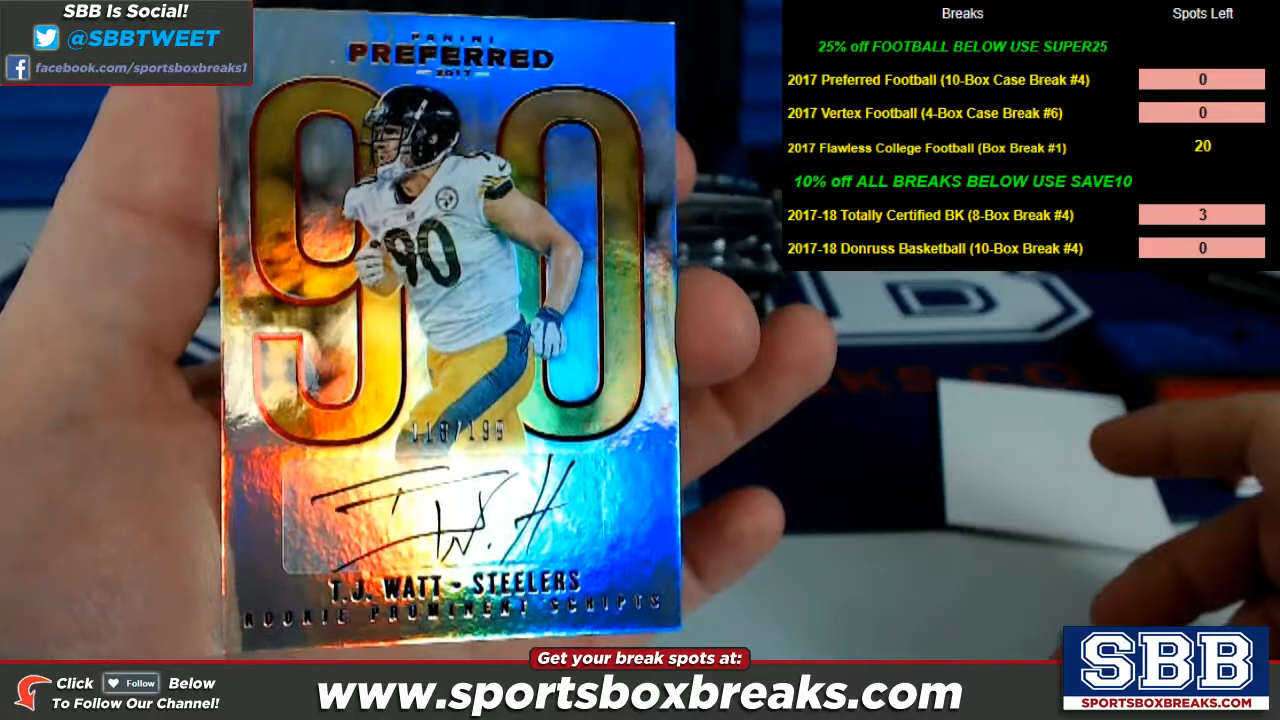 SBB Is Social!
@SBBTWEET
facebook.com/sportsboxbreaks1
PANINI
PREFERRED
2017
90
90
T.J. WATT - STEELERS
ROOKIE PROMINENT SCRIPTS
Breaks Spots Left
25% off FOOTBALL BELOW USE SUPER25
2017 Preferred Football (10-Box Case Break #4) 0
2017 Vertex Football (4-Box Case Break #6) 0
2017 Flawless College Football (Box Break #1) 20
10% off ALL BREAKS BELOW USE SAVE10
2017-18 Totally Certified BK (8-Box Break #4) 3
2017-18 Donruss Basketball (10-Box Break #4) 0
Get your break spots at:
Click Follow Below
To Follow Our Channel!
www.sportsboxbreaks.com
SBB
SPORTSBOXBREAKS.COM